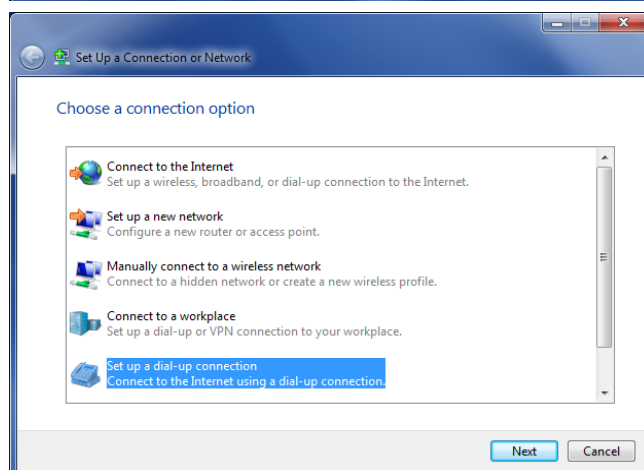 Set Up a Connection or Network
Choose a connection option
Connect to the Internet
Set up a wireless, broadband, or dial-up connection to the Internet.
Set up a new network
Configure a new router or access point.
Manually connect to a wireless network
Connect to a hidden network or create a new wireless profile.
Connect to a workplace
Set up a dial-up or VPN connection to your workplace.
Set up a dial-up connection
Connect to the Internet using a dial-up connection.
Next Cancel